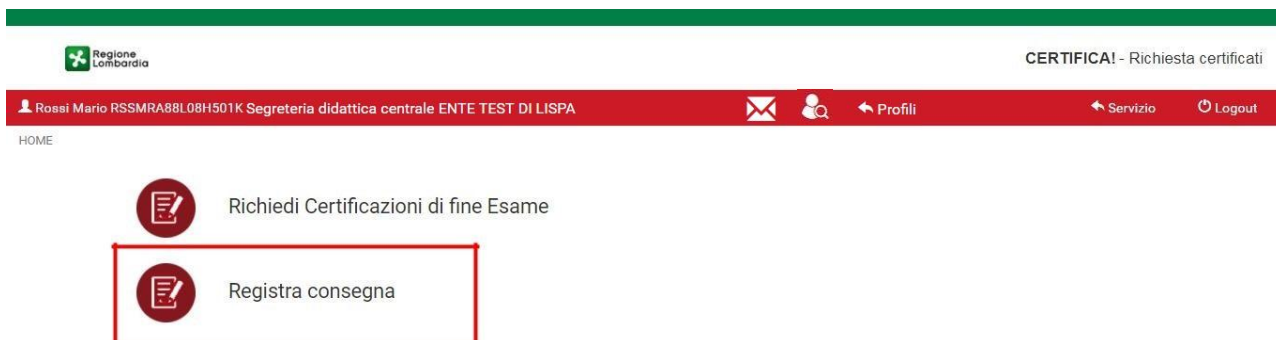 Regione
Lombardia
CERTIFICA! - Richiesta certificati
Rossi Mario RSSMRA88L08H501K Segreteria didattica centrale ENTE TEST DI LISPA
Profili
Servizio
Logout
HOME
Richiedi Certificazioni di fine Esame
Registra consegna